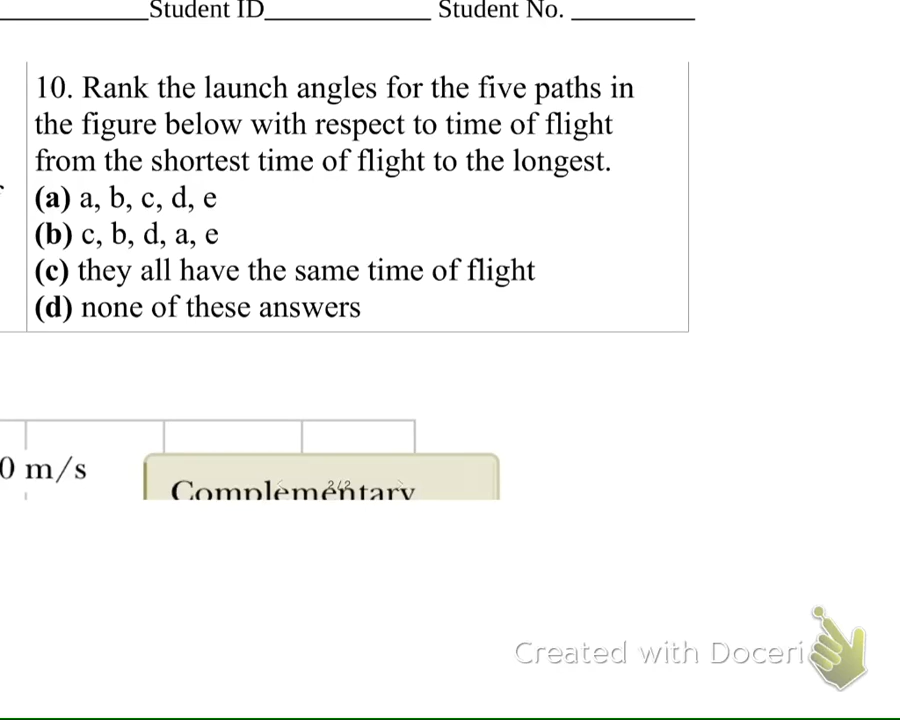 Student ID Student No.
10. Rank the launch angles for the five paths in
the figure below with respect to time of flight
from the shortest time of flight to the longest.
(a) a, b, c, d, e
(b) c, b, d, a, e
(c) they all have the same time of flight
(d) none of these answers
0 m/s
Complementary
2/2
Created with Doceri